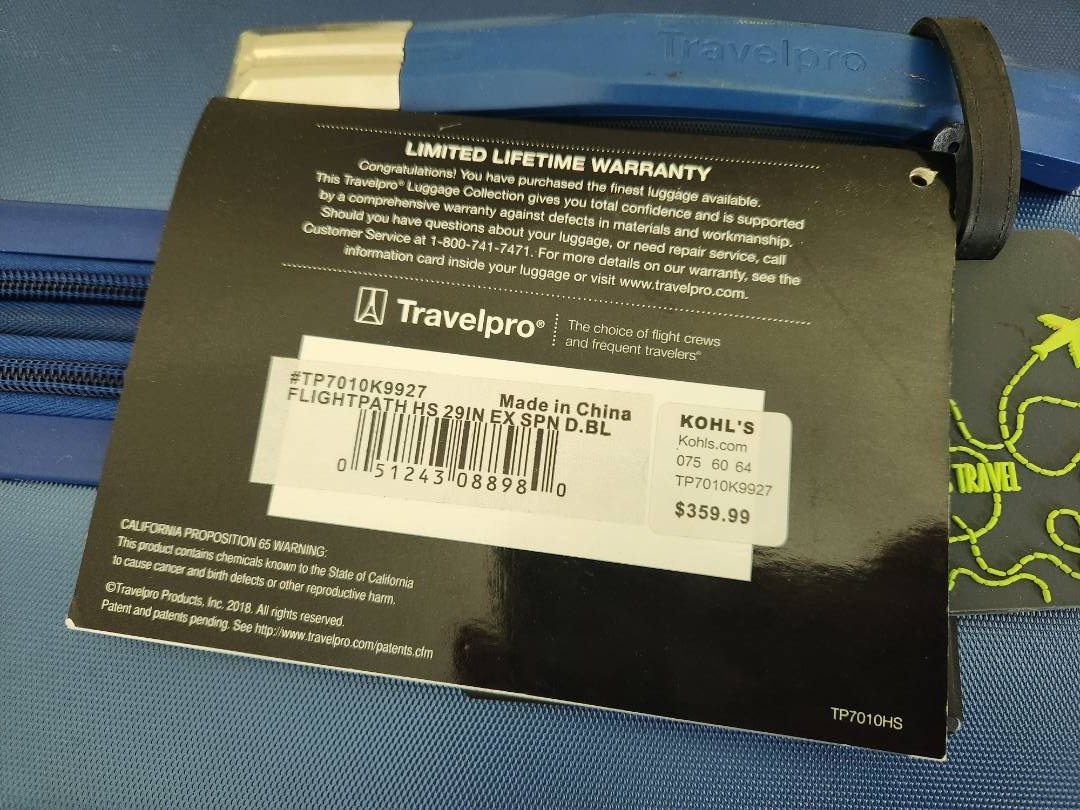 Travelpro
LIMITED LIFETIME WARRANTY
Congratulations! You have purchased the finest luggage available.
This Travelpro® Luggage Collection gives you total confidence and is supported
by a comprehensive warranty against defects in materials and workmanship.
Should you have questions about your luggage, or need repair service, call
Customer Service at 1-800-741-7471. For more details on our warranty, see the
information card inside your luggage or visit www.travelpro.com.
Travelpro®
The choice of flight crews
and frequent travelers®
#TP7010K9927
Made in China
FLIGHTPATH HS 29IN EX SPN D.BL
0 51243 08898 0
KOHL'S
Kohls.com
075 60 64
TP7010K9927
$359.99
TRAVEL
CALIFORNIA PROPOSITION 65 WARNING:
This product contains chemicals known to the State of California
to cause cancer and birth defects or other reproductive harm.
©Travelpro Products, Inc. 2018. All rights reserved.
Patent and patents pending. See http://www.travelpro.com/patents.cfm
TP7010HS